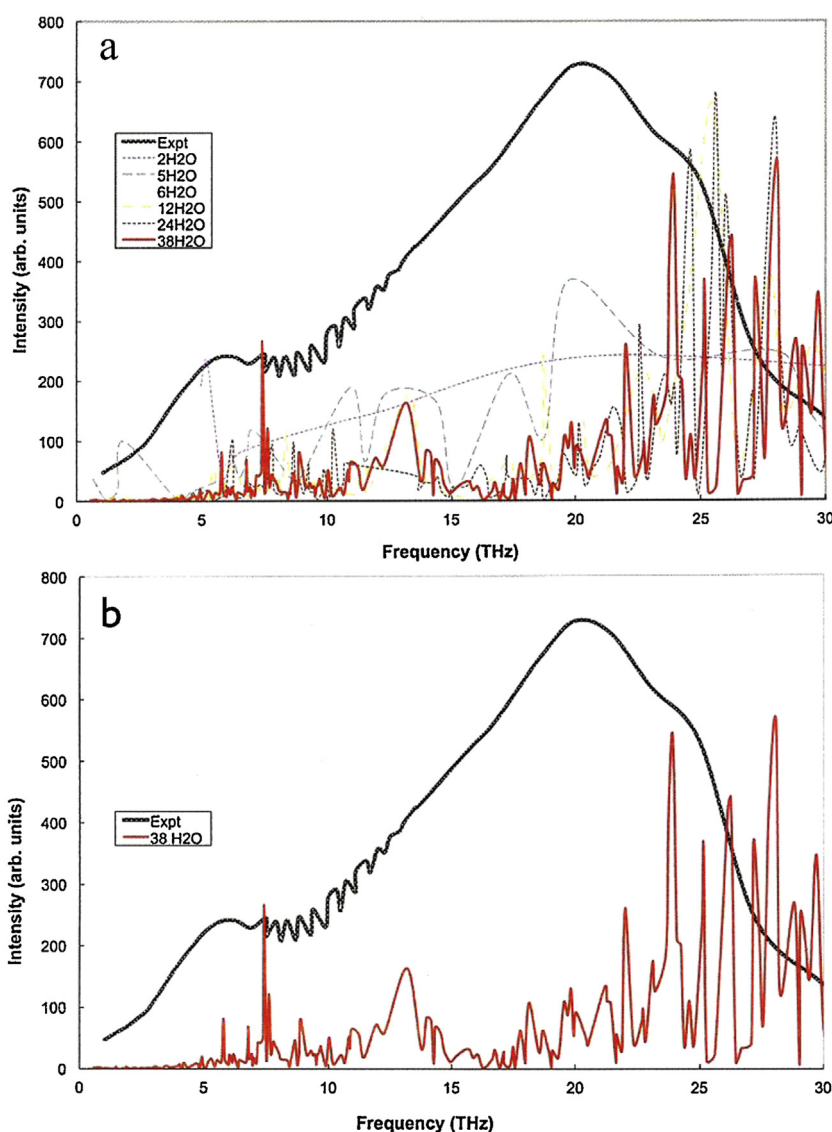 a
800
700
600
500
400
300
200
100
0
Intensity (arb. units)
Expt
2H2O
5H2O
6H2O
12H2O
24H2O
38H2O
0 5 10 15 20 25 30
Frequency (THz)
b
800
700
600
500
400
300
200
100
0
Intensity (arb. units)
Expt
38 H2O
0 5 10 15 20 25 30
Frequency (THz)